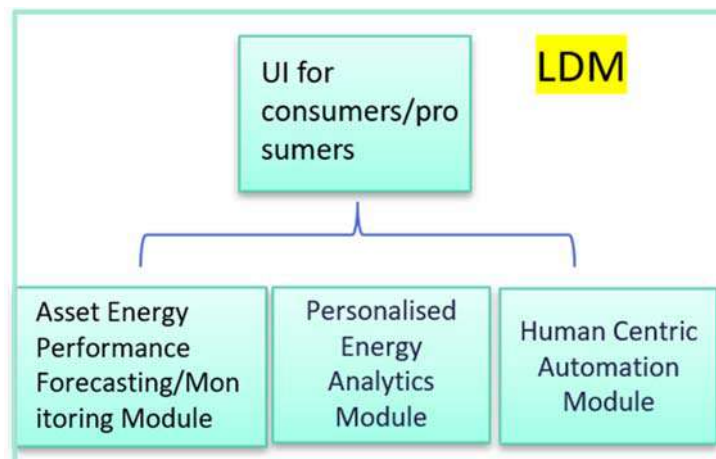 UI for
consumers/pro
sumers
LDM
Asset Energy
Performance
Forecasting/Mon
itoring Module
Personalised
Energy
Analytics
Module
Human Centric
Automation
Module